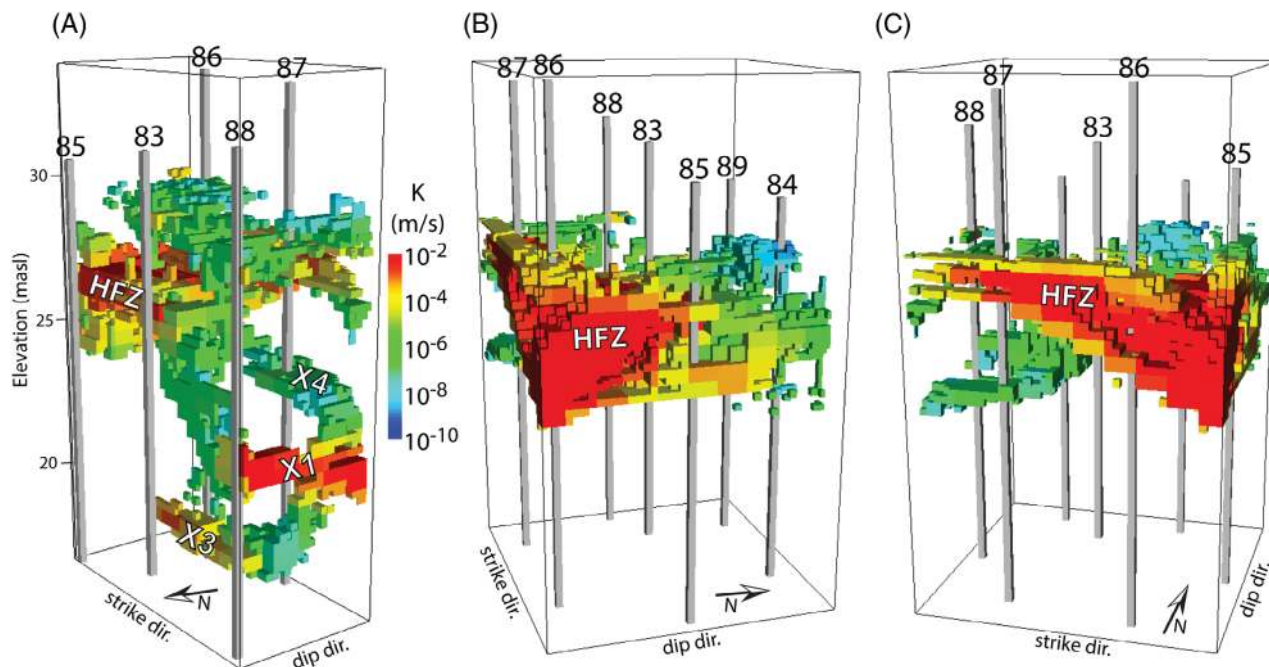 (A)
86
87
85
83
88
30
25
20
Elevation (masl)
HFZ
X4
X1
X3
strike dir.
N
dip dir.
K
(m/s)
10-2
10-4
10-6
10-8
10-10
(B)
87
86
88
83
85
89
84
HFZ
strike dir.
N
dip dir.
(C)
87
86
88
83
85
HFZ
N
strike dir.
dip dir.